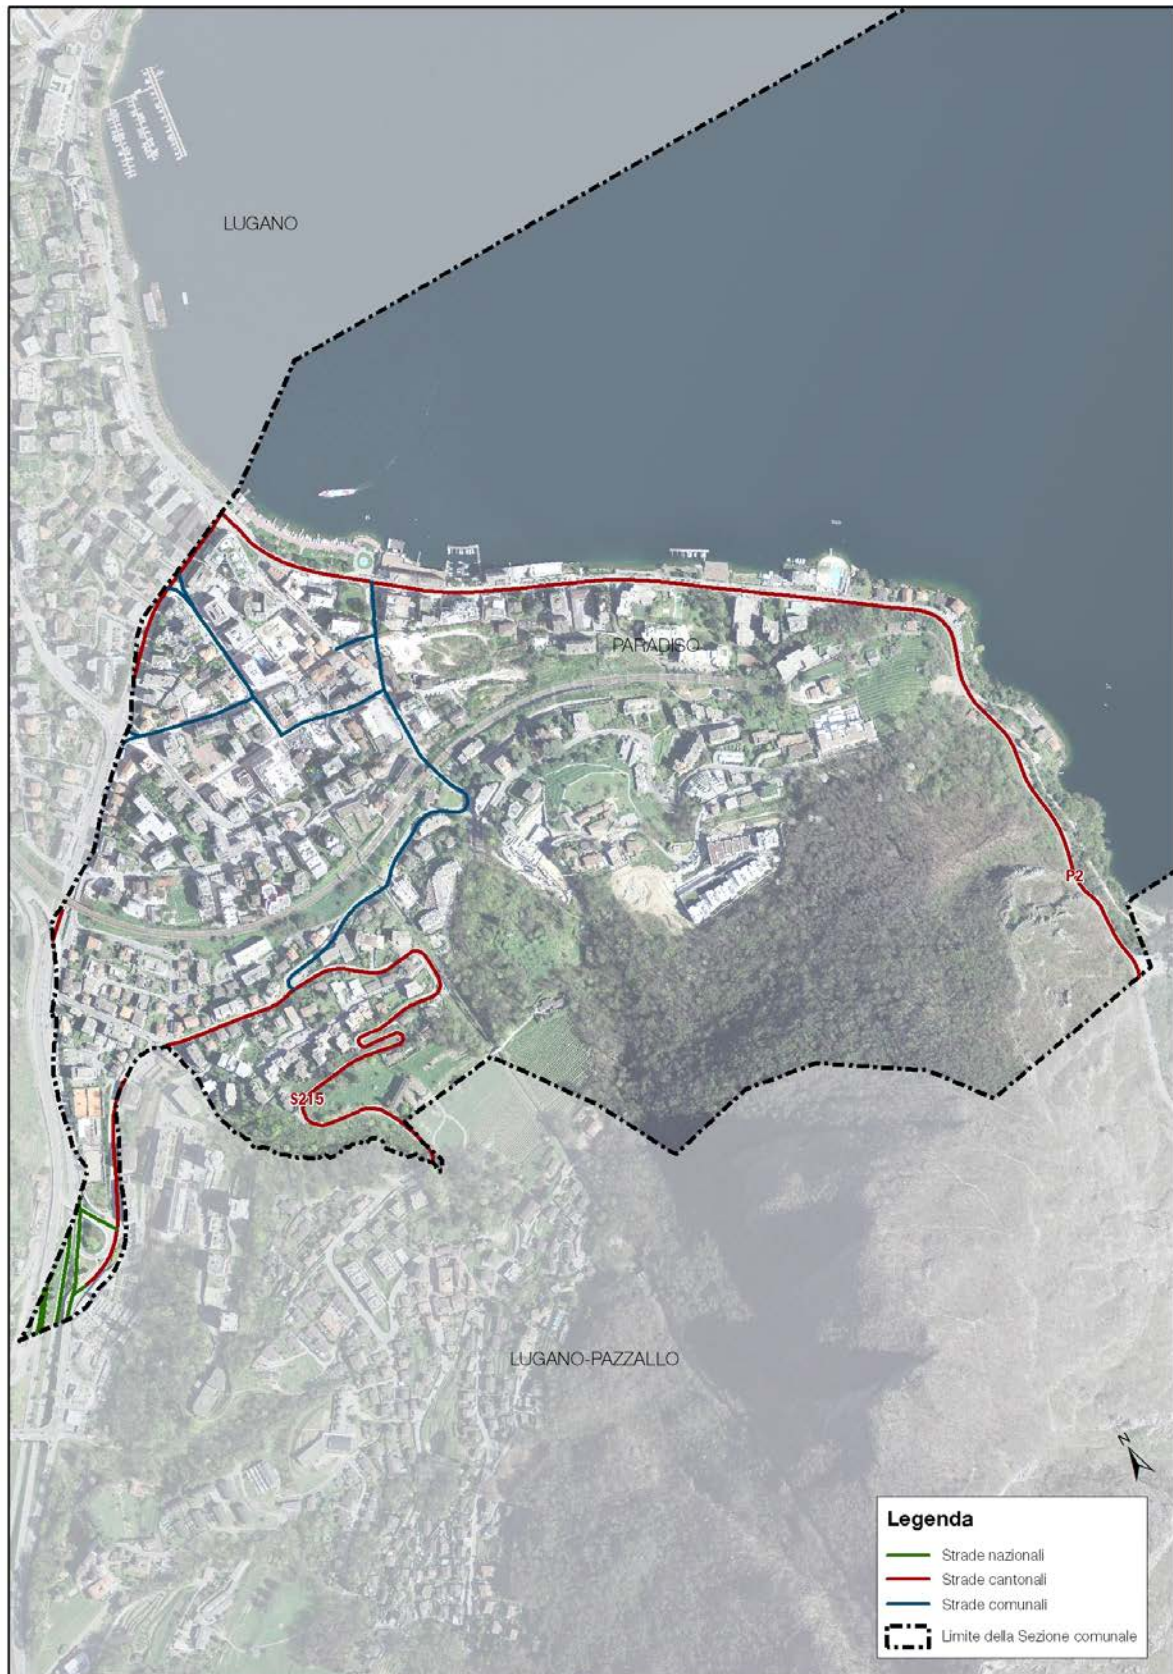 LUGANO
PARADISO
P2
S215
LUGANO-PAZZALLO
N
Legenda
Strade nazionali
Strade cantonali
Strade comunali
Limite della Sezione comunale